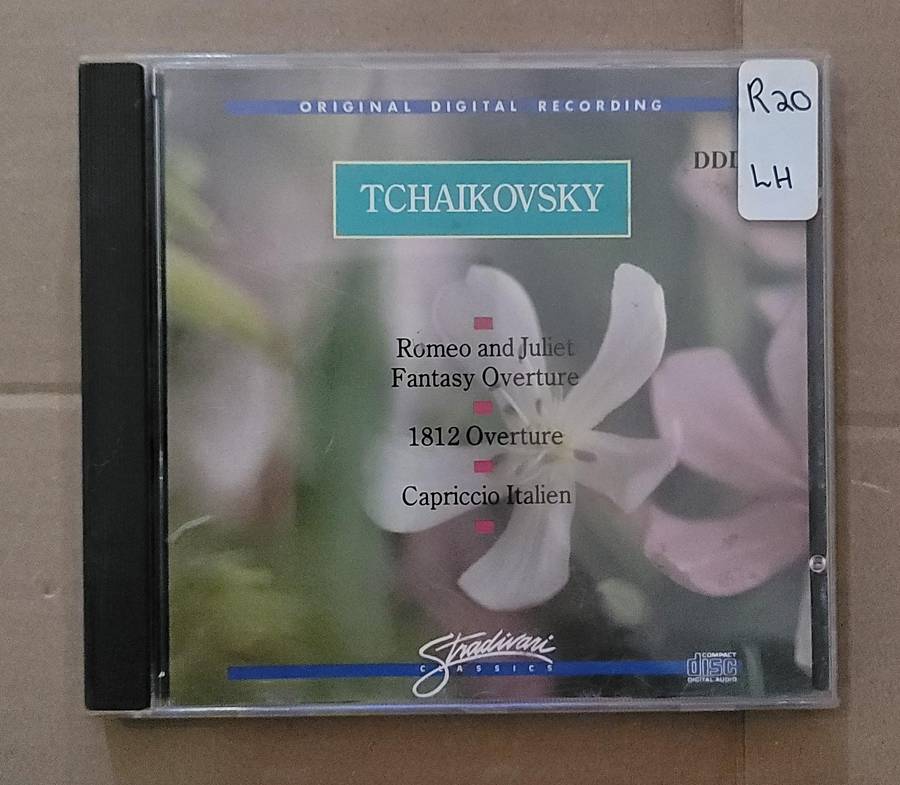 ORIGINAL DIGITAL RECORDING
R20
LH
DDD
TCHAIKOVSKY
Romeo and Juliet
Fantasy Overture
1812 Overture
Capriccio Italien
Stradivari
CLASSICS
COMPACT
disc
DIGITAL AUDIO